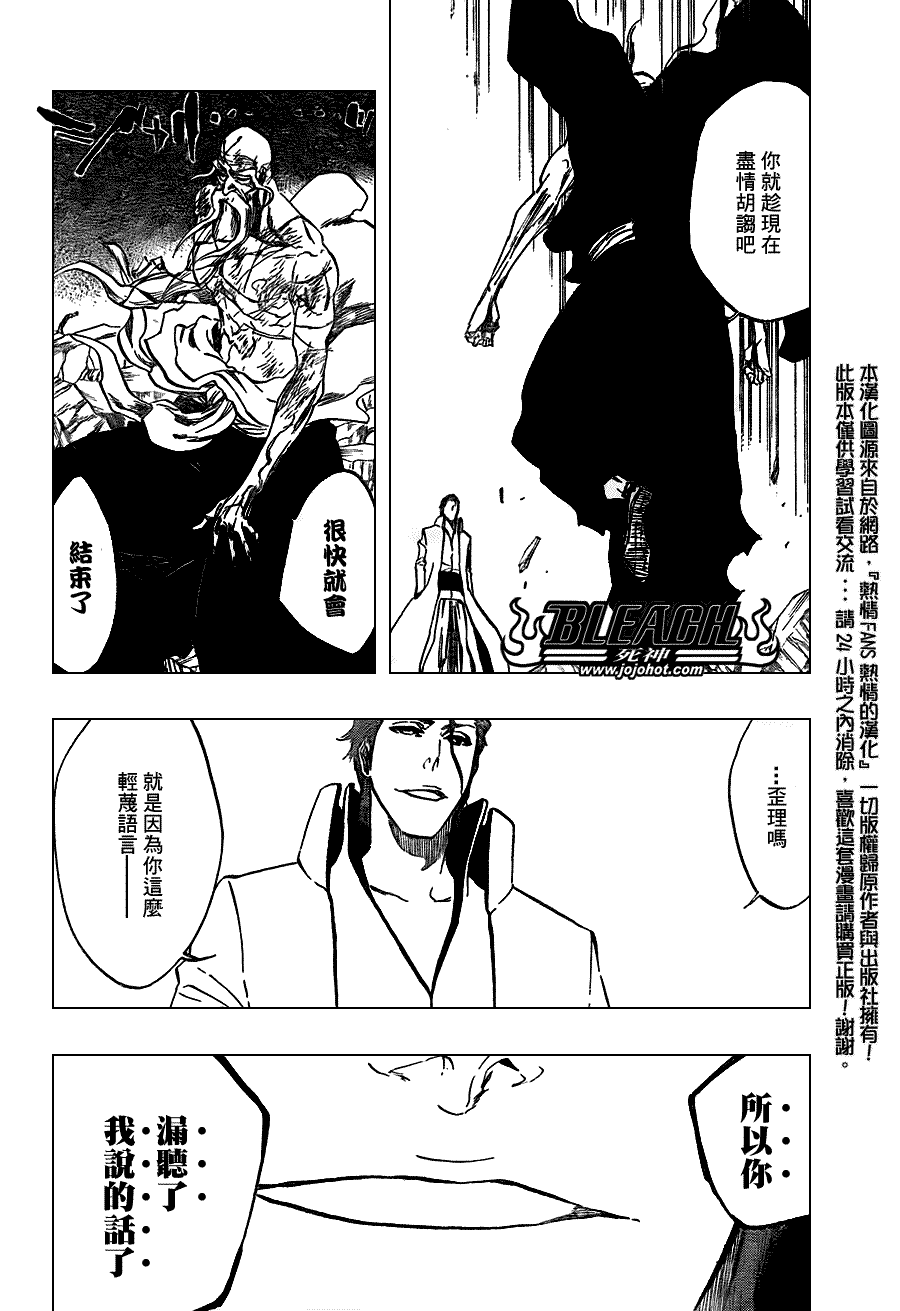 你就趁現在
盡情胡謅吧
很快就會
結束了
BLEACH
死神
www.jojohot.com
…歪理嗎
就是因為你這麼
輕蔑語言——
所以你
漏聽了
我說的話了
本漢化圖源來自於網路，『熱情FANS 熱情的漢化』一切版權歸原作者與出版社擁有！
此版本僅供學習試看交流… 請 24 小時之內消除，喜歡這套漫畫請購買正版！謝謝。